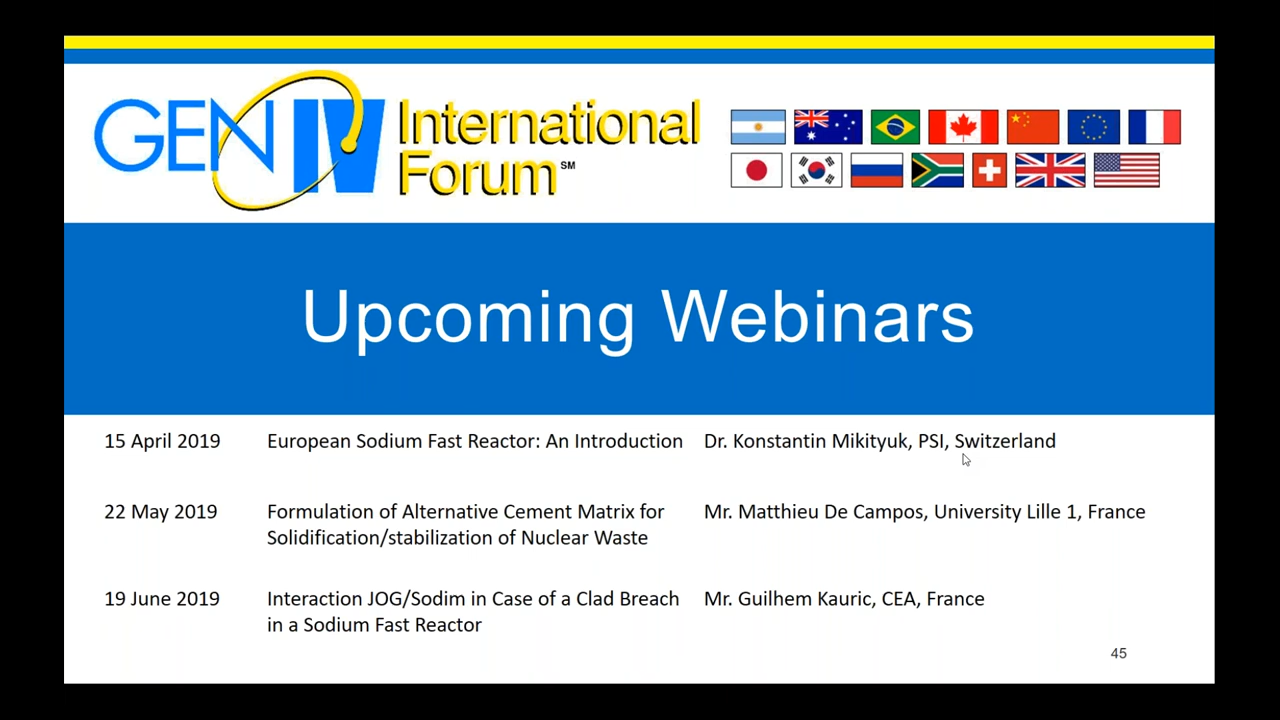 GEN IV International
Forum℠
Upcoming Webinars
15 April 2019 European Sodium Fast Reactor: An Introduction Dr. Konstantin Mikityuk, PSI, Switzerland
22 May 2019 Formulation of Alternative Cement Matrix for Mr. Matthieu De Campos, University Lille 1, France
Solidification/stabilization of Nuclear Waste
19 June 2019 Interaction JOG/Sodim in Case of a Clad Breach Mr. Guilhem Kauric, CEA, France
in a Sodium Fast Reactor
45